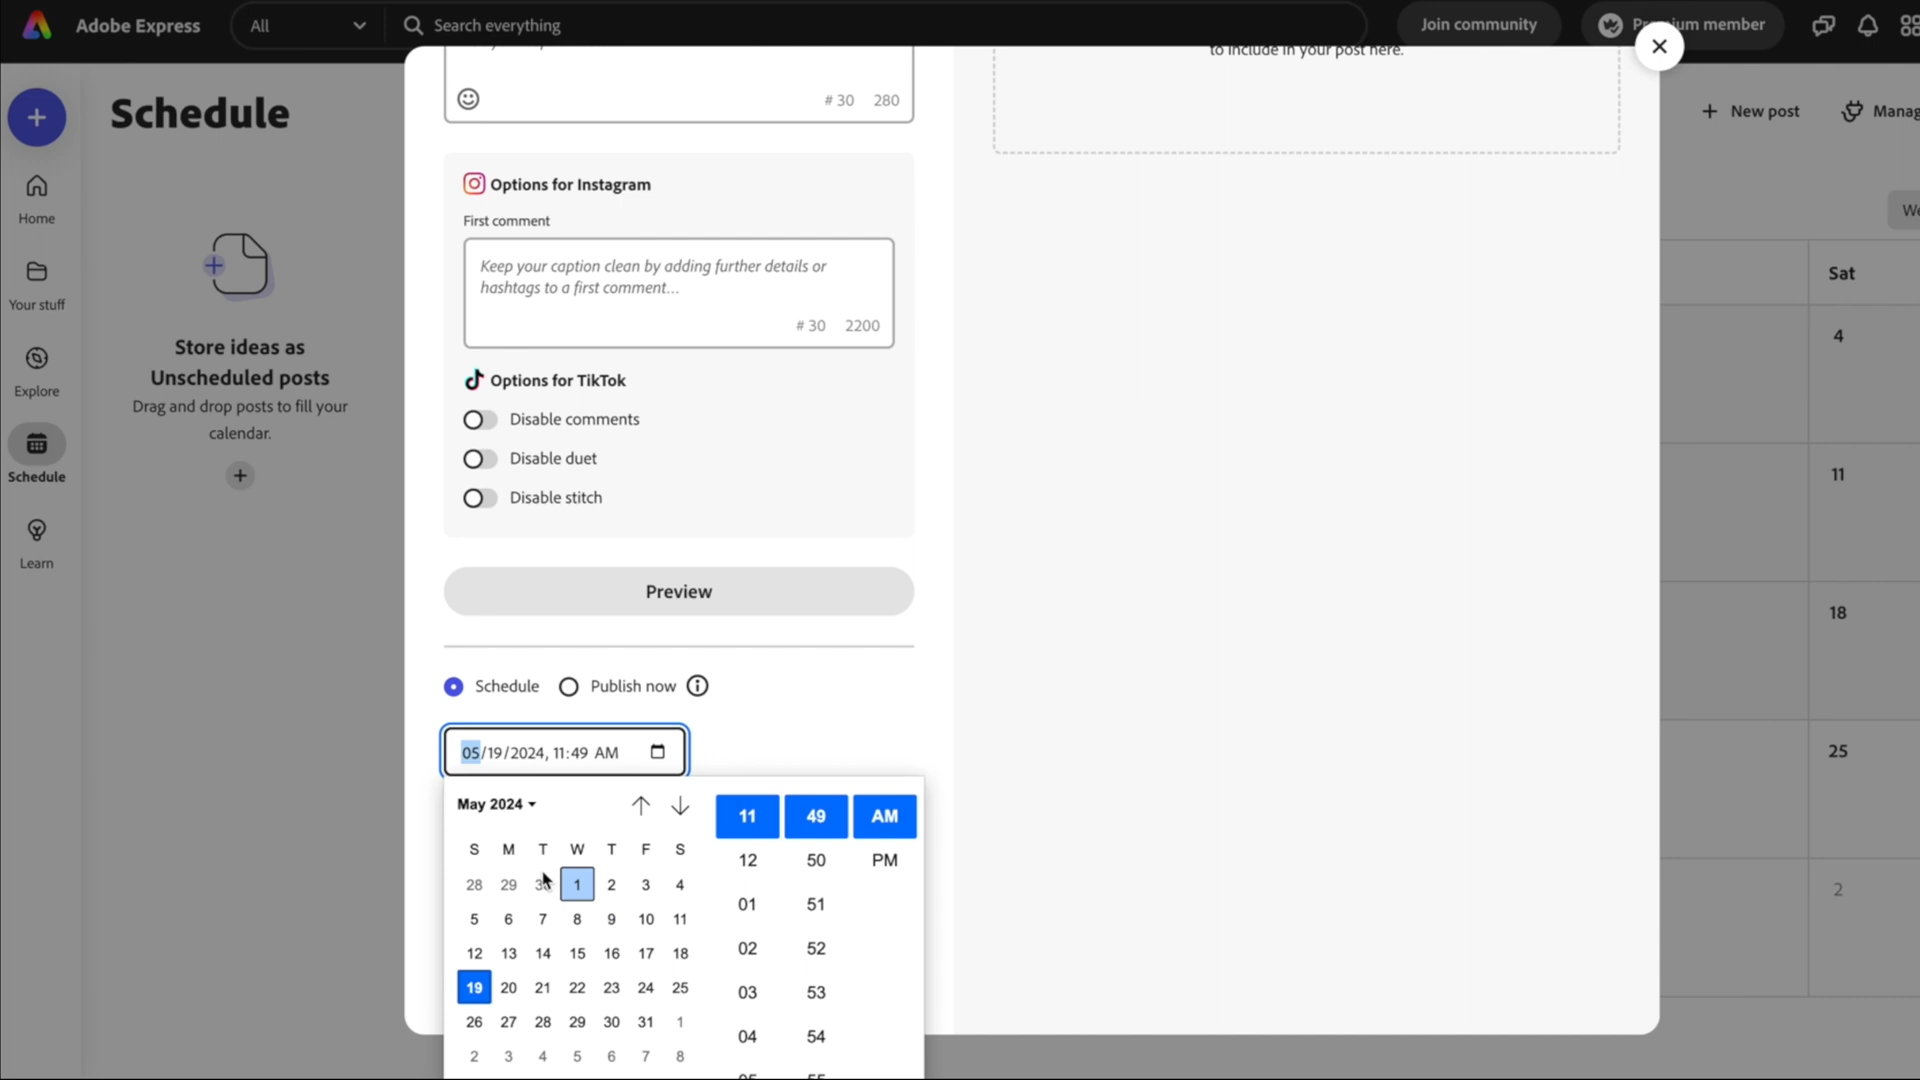 Adobe Express
All
Search everything
Join community
Premium member
Schedule
New post
Home
Your stuff
Explore
Schedule
Learn
Store ideas as
Unscheduled posts
Drag and drop posts to fill your
calendar.
to include in your post here.
# 30 280
Options for Instagram
First comment
Keep your caption clean by adding further details or
hashtags to a first comment...
# 30 2200
Options for TikTok
Disable comments
Disable duet
Disable stitch
Preview
Schedule Publish now
05/19/2024, 11:49 AM
May 2024
S M T W T F S
28 29 30 1 2 3 4
5 6 7 8 9 10 11
12 13 14 15 16 17 18
19 20 21 22 23 24 25
26 27 28 29 30 31 1
2 3 4 5 6 7 8
11 49 AM
12 50 PM
01 51
02 52
03 53
04 54
Sat
4
11
18
25
2